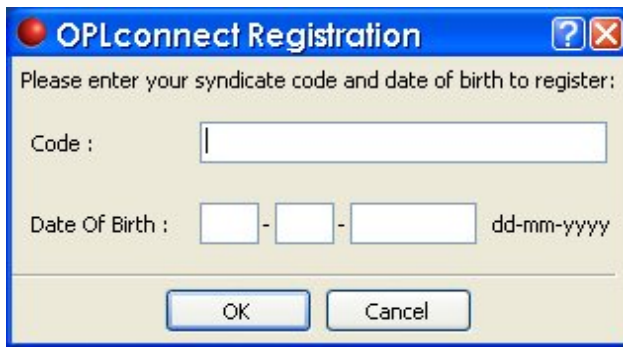 OPLconnect Registration ?
Please enter your syndicate code and date of birth to register:
Code :
Date Of Birth : - - dd-mm-yyyy
OK Cancel